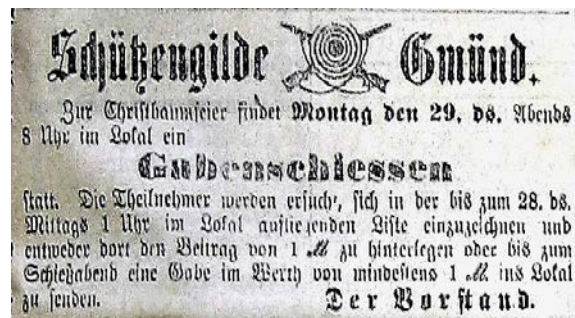 Schützengilde Gmünd.
Zur Christbaumfeier findet Montag den 29. ds. Abends
8 Uhr im Lokal ein
Gabenschiessen
statt. Die Theilnehmer werden ersucht, sich in der bis zum 28. ds.
Mittags 1 Uhr im Lokal aufliegenden Liste einzuzeichnen und
entweder dort den Beitrag von 1 ℳ zu hinterlegen oder bis zum
Schießabend eine Gabe im Werth von mindestens 1 ℳ ins Lokal
zu senden. Der Vorstand.